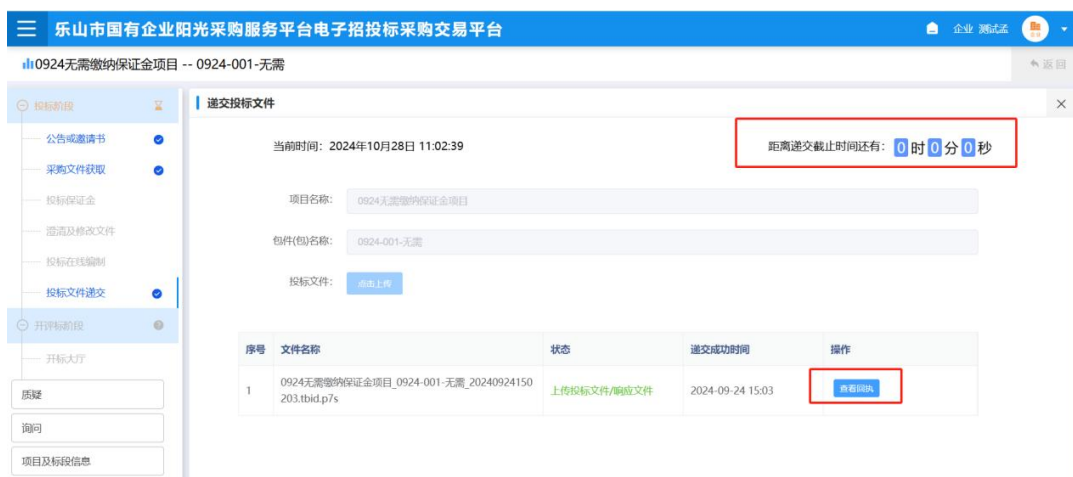 乐山市国有企业阳光采购服务平台电子招投标采购交易平台
企业 测试孟
0924无需缴纳保证金项目 -- 0924-001-无需
返回
投标阶段
递交投标文件
公告或邀请书
当前时间：2024年10月28日 11:02:39
距离递交截止时间还有：0时0分0秒
采购文件获取
投标保证金
项目名称：
0924无需缴纳保证金项目
澄清及修改文件
包件(包)名称：
0924-001-无需
投标在线编制
投标文件：
点击上传
投标文件递交
开评标阶段
序号 文件名称 状态 递交成功时间 操作
开标大厅
1 0924无需缴纳保证金项目_0924-001-无需_20240924150
203.tbid.p7s
上传投标文件/响应文件 2024-09-24 15:03 查看回执
质疑
询问
项目及标段信息